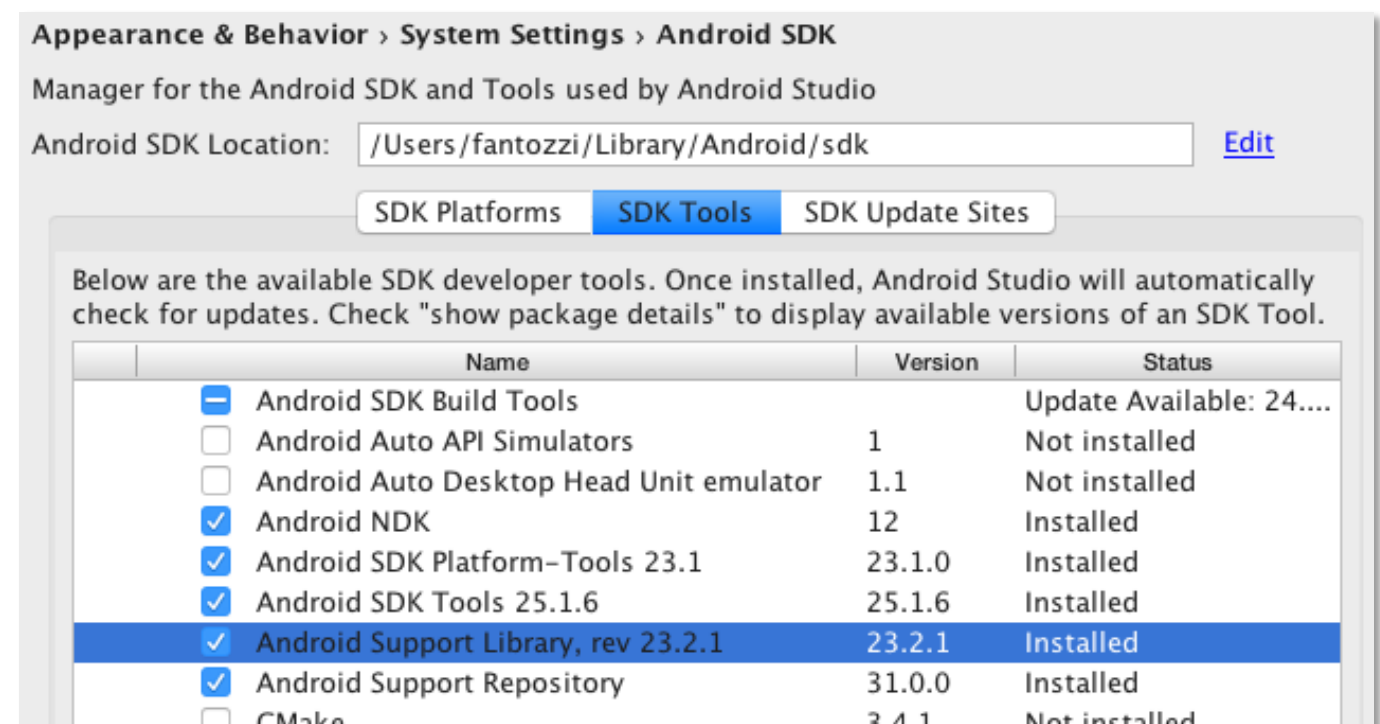 Appearance & Behavior › System Settings › Android SDK
Manager for the Android SDK and Tools used by Android Studio
Android SDK Location: /Users/fantozzi/Library/Android/sdk Edit
SDK Platforms SDK Tools SDK Update Sites
Below are the available SDK developer tools. Once installed, Android Studio will automatically
check for updates. Check "show package details" to display available versions of an SDK Tool.
Name Version Status
Android SDK Build Tools Update Available: 24....
Android Auto API Simulators 1 Not installed
Android Auto Desktop Head Unit emulator 1.1 Not installed
Android NDK 12 Installed
Android SDK Platform-Tools 23.1 23.1.0 Installed
Android SDK Tools 25.1.6 25.1.6 Installed
Android Support Library, rev 23.2.1 23.2.1 Installed
Android Support Repository 31.0.0 Installed
CMake 3.4.1 Not installed